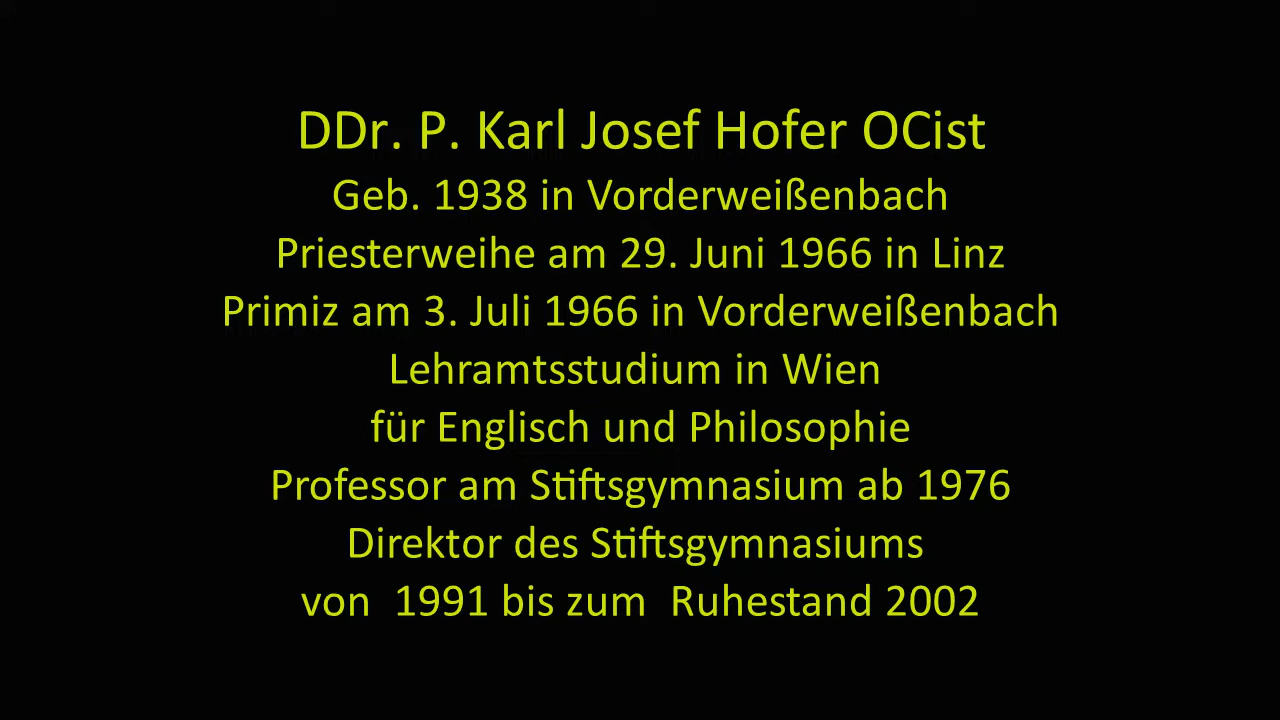 DDr. P. Karl Josef Hofer OCist
Geb. 1938 in Vorderweißenbach
Priesterweihe am 29. Juni 1966 in Linz
Primiz am 3. Juli 1966 in Vorderweißenbach
Lehramtsstudium in Wien
für Englisch und Philosophie
Professor am Stiftsgymnasium ab 1976
Direktor des Stiftsgymnasiums
von  1991 bis zum  Ruhestand 2002